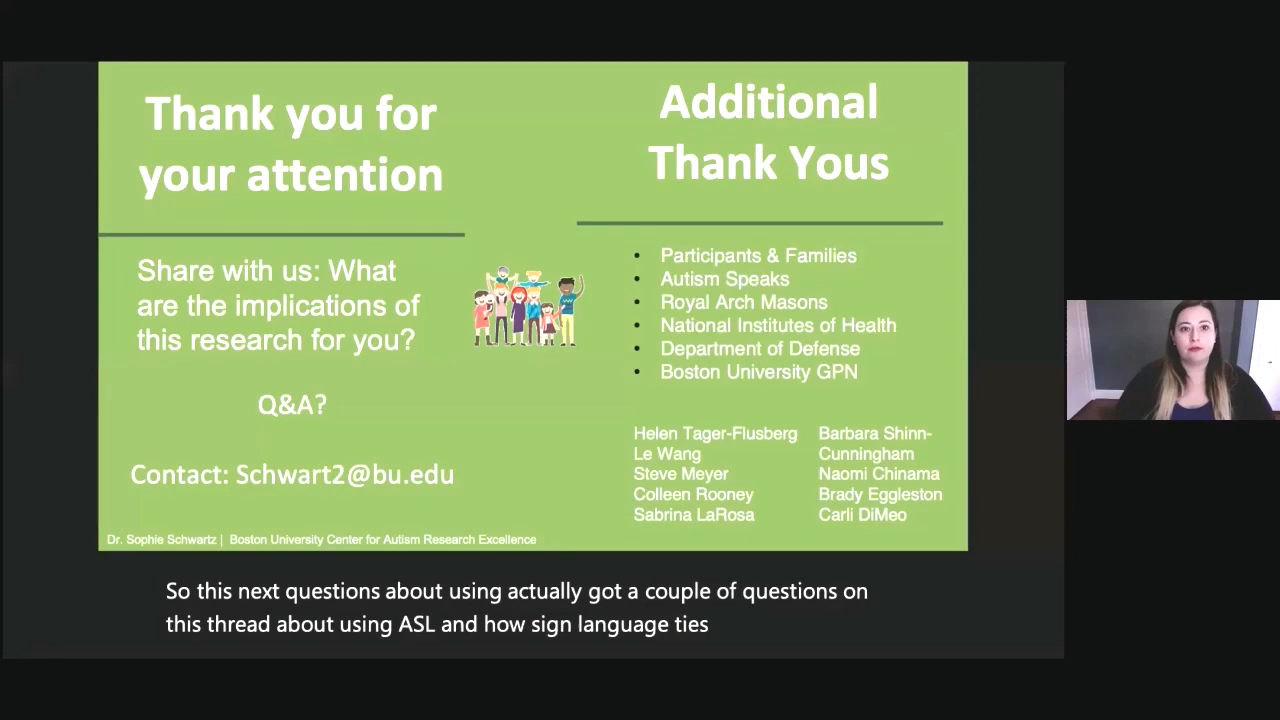 Thank you for
your attention
Share with us: What
are the implications of
this research for you?
Q&A?
Contact: Schwart2@bu.edu
Dr. Sophie Schwartz | Boston University Center for Autism Research Excellence
Additional
Thank Yous
• Participants & Families
• Autism Speaks
• Royal Arch Masons
• National Institutes of Health
• Department of Defense
• Boston University GPN
Helen Tager-Flusberg
Le Wang
Steve Meyer
Colleen Rooney
Sabrina LaRosa
Barbara Shinn-
Cunningham
Naomi Chinama
Brady Eggleston
Carli DiMeo
So this next questions about using actually got a couple of questions on
this thread about using ASL and how sign language ties